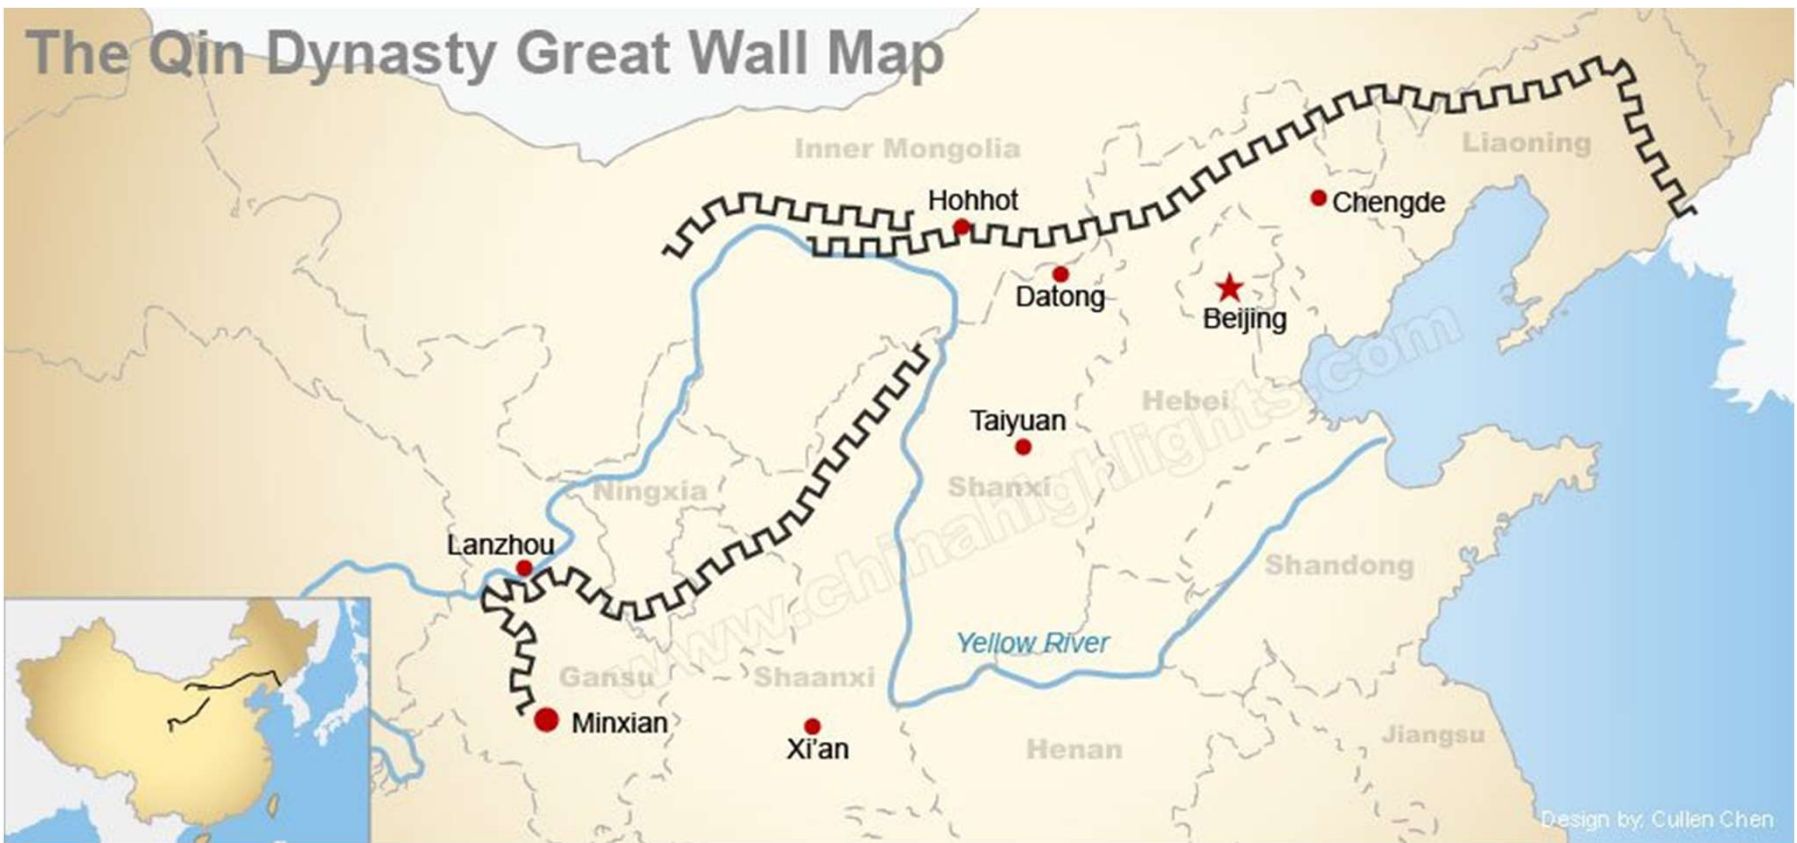 The Qin Dynasty Great Wall Map
Inner Mongolia
Liaoning
Hohhot
Chengde
Datong
Beijing
Hebei
Taiyuan
Shanxi
Ningxia
Lanzhou
Shandong
www.chinahighlights.com
Yellow River
Gansu
Shaanxi
Minxian
Xi'an
Henan
Jiangsu
Design by: Cullen Chen